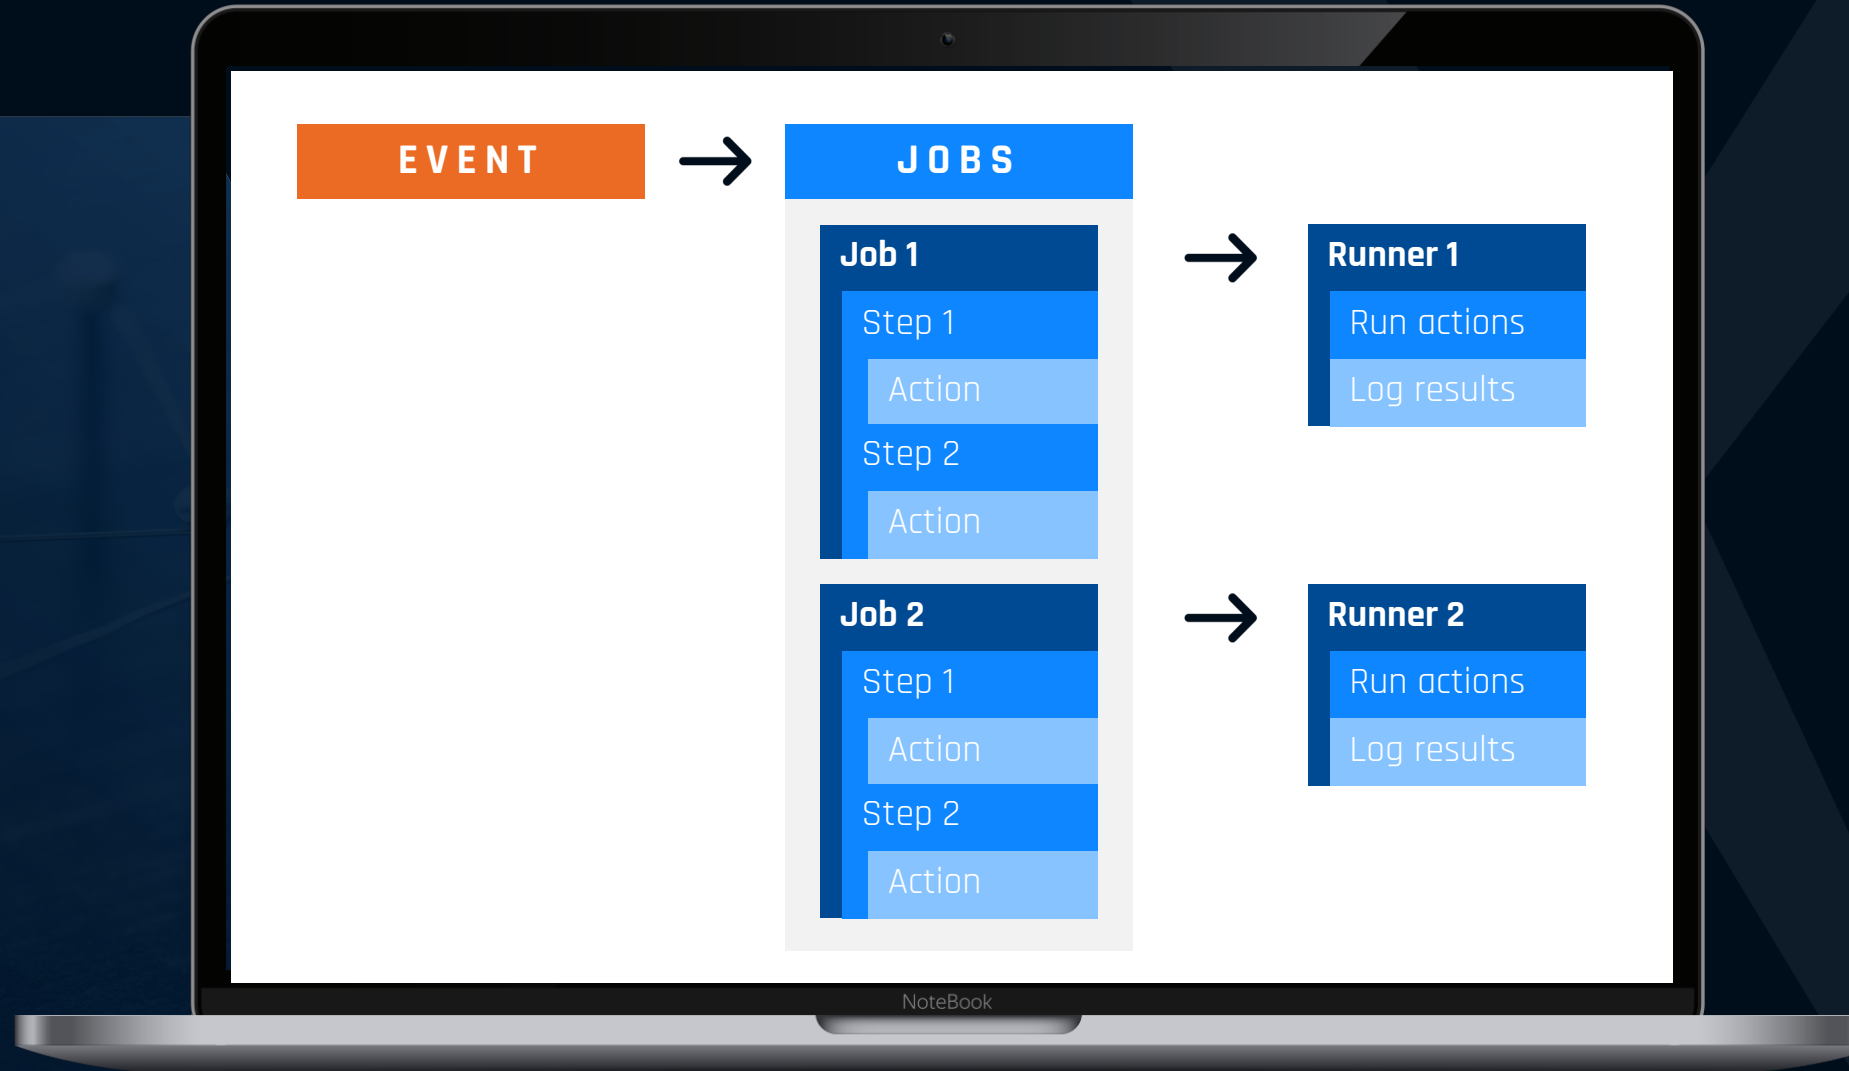 EVENT
JOBS
Job 1
Step 1
Action
Step 2
Action
Job 2
Step 1
Action
Step 2
Action
Runner 1
Run actions
Log results
Runner 2
Run actions
Log results
NoteBook